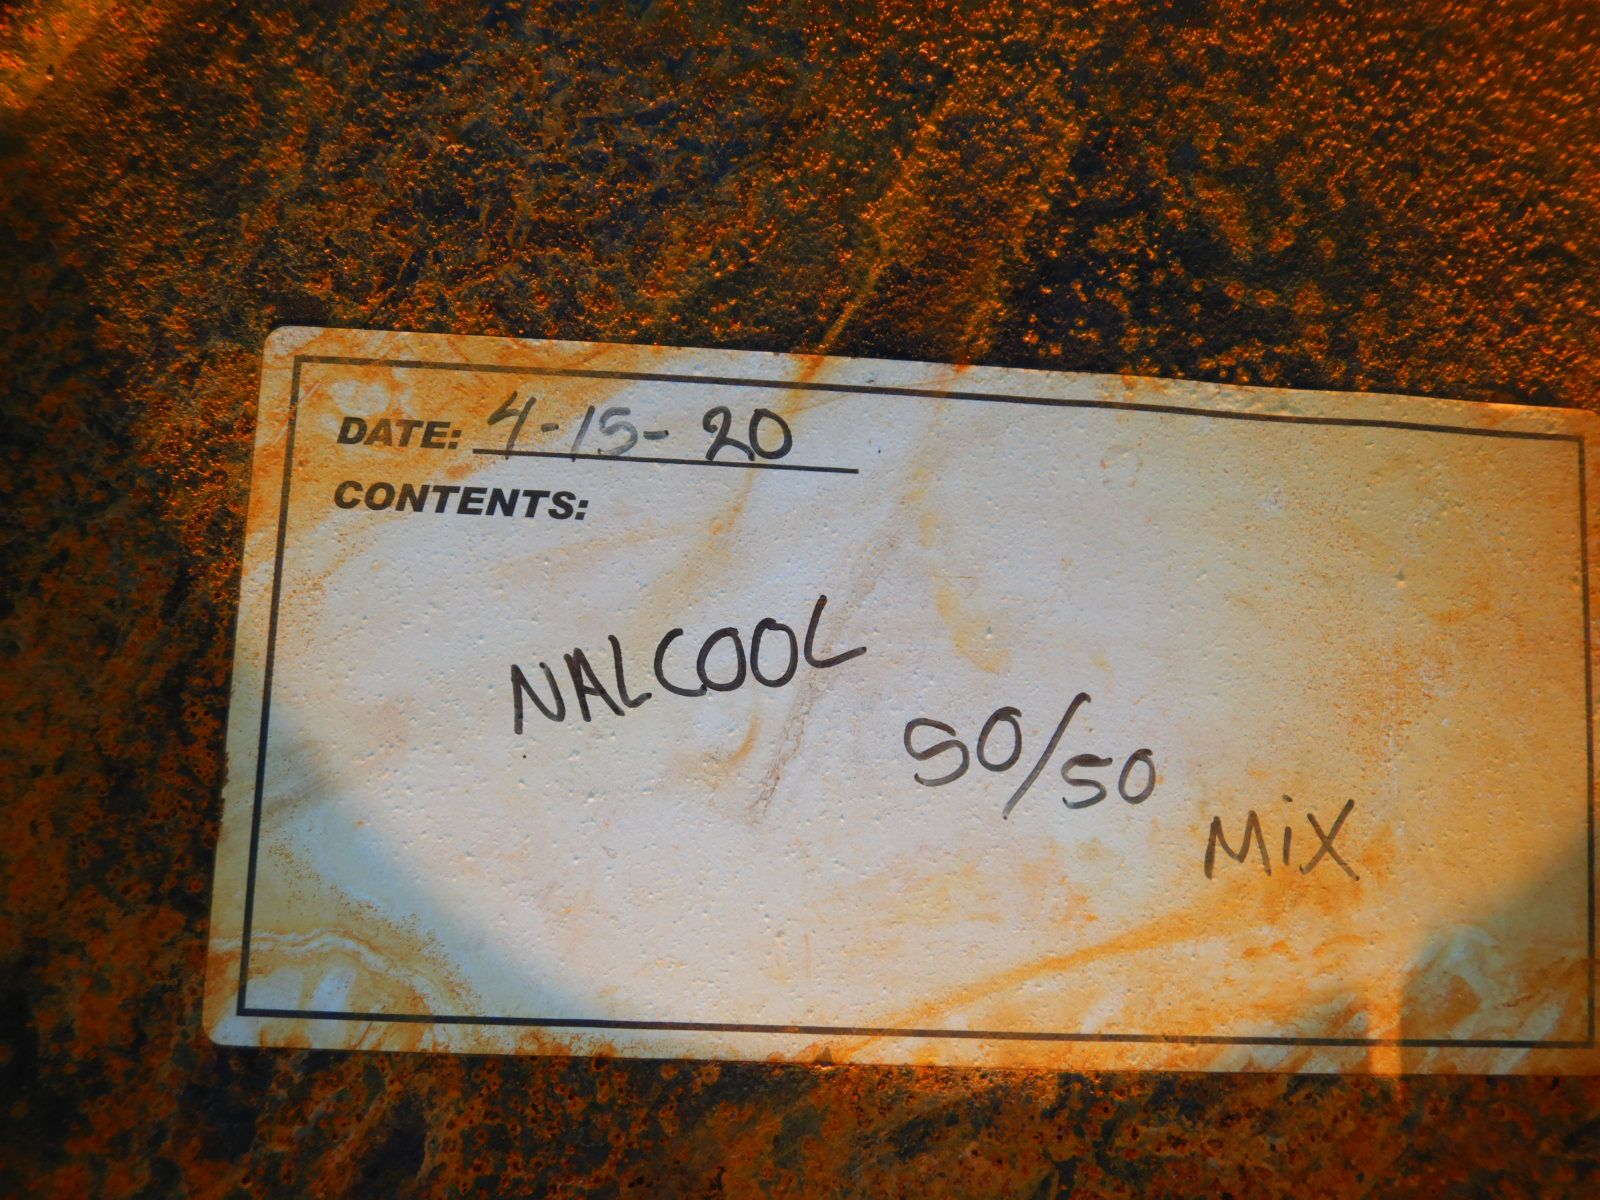 DATE: 4-15-20
CONTENTS:
NALCOOL
50/50
MiX